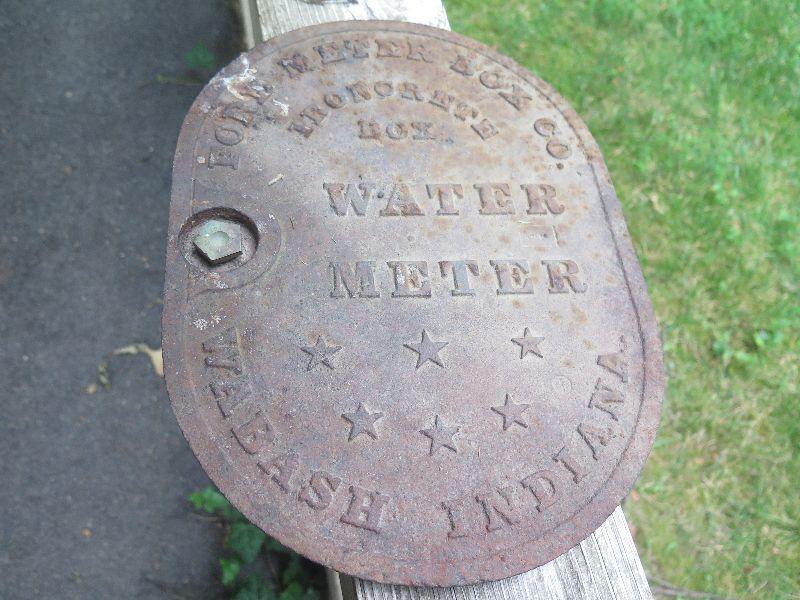 FORD METER BOX CO.
IRONCRETE
BOX.
WATER
METER
WABASH INDIANA.